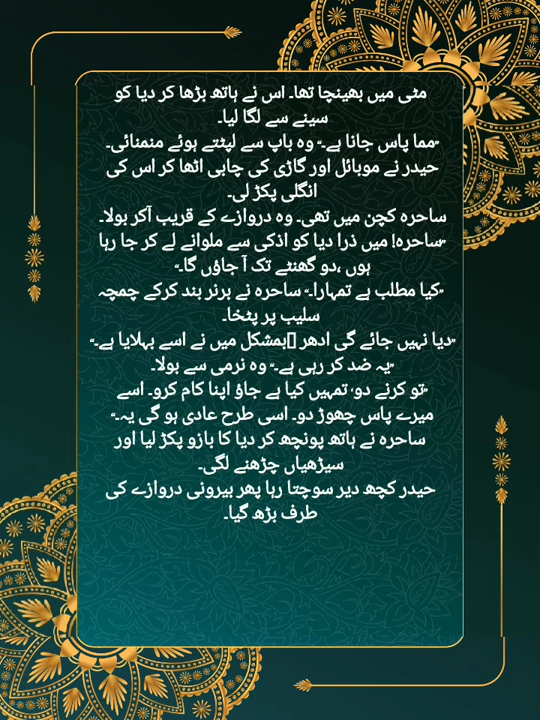 مٹی میں بھینچا تھا۔ اس نے ہاتھ بڑھا کر دیا کو
سینے سے لگا لیا۔
”مما پاس جانا ہے۔“ وہ باپ سے لپٹتے ہوئے منمنائی۔
حیدر نے موبائل اور گاڑی کی چابی اٹھا کر اس کی
انگلی پکڑ لی۔
ساحرہ کچن میں تھی۔ وہ دروازے کے قریب آکر بولا۔
”ساحرہ! میں ذرا دیا کو اذکی سے ملوانے لے کر جا رہا
ہوں ،دو گھنٹے تک آ جاؤں گا۔“
”کیا مطلب ہے تمہارا۔“ ساحرہ نے برنر بند کرکے چمچہ
سلیب پر پٹخا۔
”دیا نہیں جائے گی ادھر بمشکل میں نے اسے بہلایا ہے۔“
”یہ ضد کر رہی ہے۔“ وہ نرمی سے بولا۔
”تو کرنے دو، تمہیں کیا ہے جاؤ اپنا کام کرو۔ اسے
میرے پاس چھوڑ دو۔ اسی طرح عادی ہو گی یہ۔“
ساحرہ نے ہاتھ پونچھ کر دیا کا بازو پکڑ لیا اور
سیڑھیاں چڑھنے لگی۔
حیدر کچھ دیر سوچتا رہا پھر بیرونی دروازے کی
طرف بڑھ گیا۔